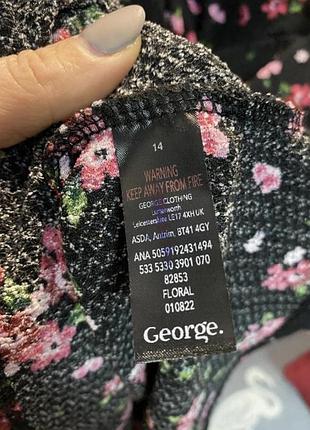 14
WARNING
KEEP AWAY FROM FIRE
GEORGE CLOTHING
Lutterworth
Leicestershire LE17 4XH UK
ASDA, Antrim, BT41 4GY
ANA 5059192431494
533 5330 3901 070
82853
FLORAL
010822
George.